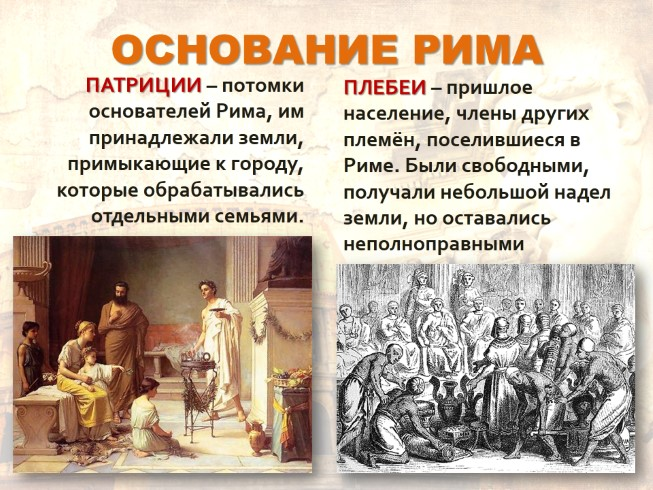 ОСНОВАНИЕ РИМА
ПАТРИЦИИ – потомки
основателей Рима, им
принадлежали земли,
примыкающие к городу,
которые обрабатывались
отдельными семьями.
ПЛЕБЕИ – пришлое
население, члены других
племён, поселившиеся в
Риме. Были свободными,
получали небольшой надел
земли, но оставались
неполноправными